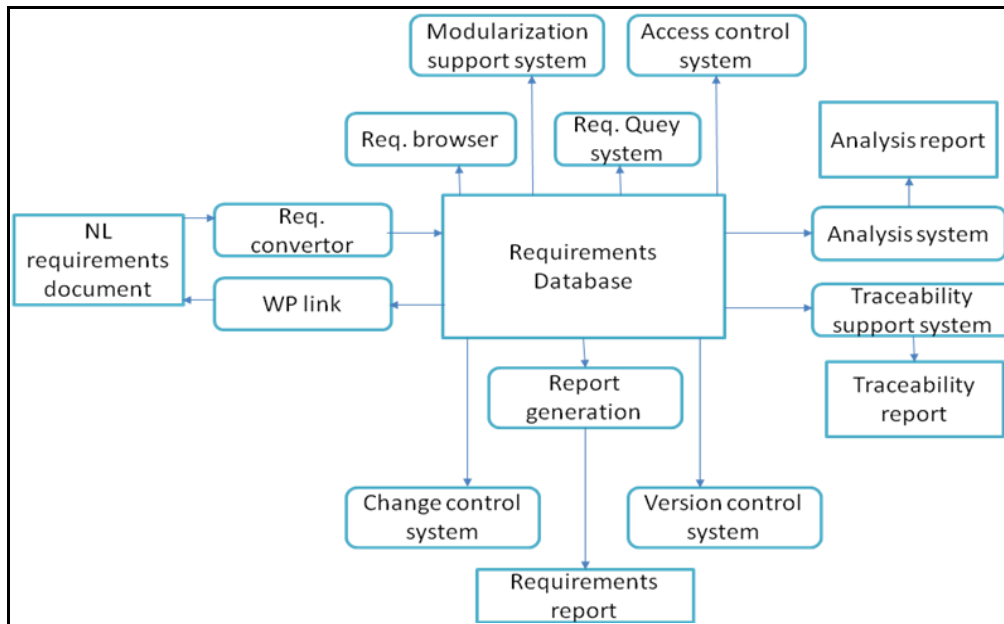 Modularization
support system
Access control
system
Req. browser
Req. Quey
system
Analysis report
NL
requirements
document
Req.
convertor
Requirements
Database
Analysis system
WP link
Traceability
support system
Report
generation
Traceability
report
Change control
system
Version control
system
Requirements
report